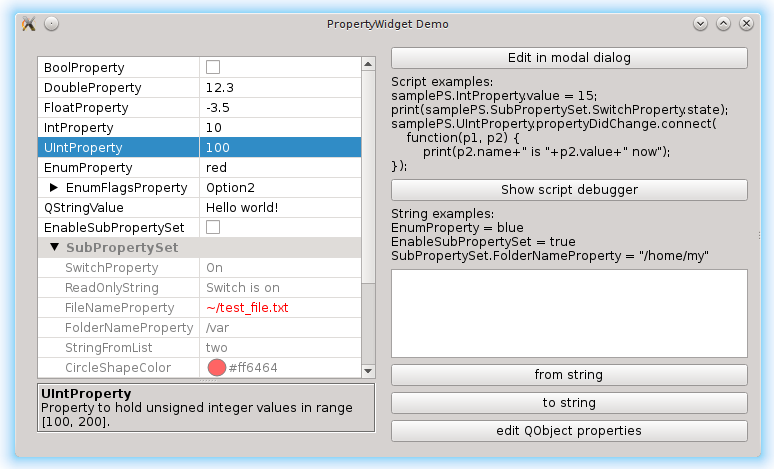 PropertyWidget Demo
BoolProperty
DoubleProperty 12.3
FloatProperty -3.5
IntProperty 10
UIntProperty 100
EnumProperty red
EnumFlagsProperty Option2
QStringValue Hello world!
EnableSubPropertySet
SubPropertySet
SwitchProperty On
ReadOnlyString Switch is on
FileNameProperty ~/test_file.txt
FolderNameProperty /var
StringFromList two
CircleShapeColor #ff6464
UIntProperty
Property to hold unsigned integer values in range
[100, 200].
Edit in modal dialog
Script examples:
samplePS.IntProperty.value = 15;
print(samplePS.SubPropertySet.SwitchProperty.state);
samplePS.UIntProperty.propertyDidChange.connect(
function(p1, p2) {
print(p2.name+" is "+p2.value+" now");
});
Show script debugger
String examples:
EnumProperty = blue
EnableSubPropertySet = true
SubPropertySet.FolderNameProperty = "/home/my"
from string
to string
edit QObject properties